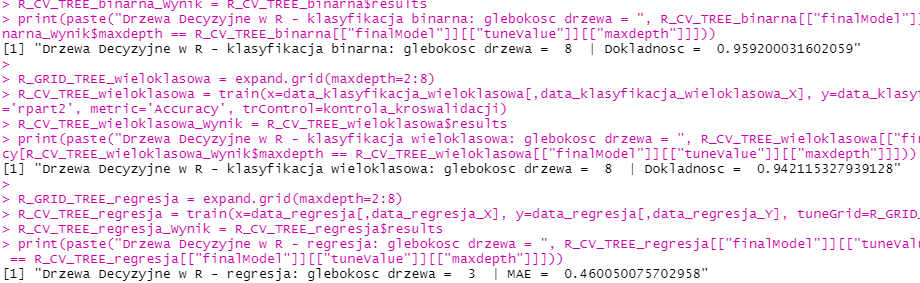 > R_CV_TREE_binarna_Wynik = R_CV_TREE_binarna$results
> print(paste("Drzewa Decyzyjne w R - klasyfikacja binarna: glebokosc drzewa = ", R_CV_TREE_binarna[["finalModel"]
narna_Wynik$maxdepth == R_CV_TREE_binarna[["finalModel"]][["tuneValue"]][["maxdepth"]]]))
[1] "Drzewa Decyzyjne w R - klasyfikacja binarna: glebokosc drzewa =  8  | Dokladnosc =  0.959200031602059"
>
> R_GRID_TREE_wieloklasowa = expand.grid(maxdepth=2:8)
> R_CV_TREE_wieloklasowa = train(x=data_klasyfikacja_wieloklasowa[,data_klasyfikacja_wieloklasowa_X], y=data_klasyf
='rpart2', metric='Accuracy', trControl=kontrola_kroswalidacji)
> R_CV_TREE_wieloklasowa_Wynik = R_CV_TREE_wieloklasowa$results
> print(paste("Drzewa Decyzyjne w R - klasyfikacja wieloklasowa: glebokosc drzewa = ", R_CV_TREE_wieloklasowa[["fin
cy[R_CV_TREE_wieloklasowa_Wynik$maxdepth == R_CV_TREE_wieloklasowa[["finalModel"]][["tuneValue"]][["maxdepth"]]]))
[1] "Drzewa Decyzyjne w R - klasyfikacja wieloklasowa: glebokosc drzewa =  8  | Dokladnosc =  0.942115327939128"
>
> R_GRID_TREE_regresja = expand.grid(maxdepth=2:8)
> R_CV_TREE_regresja = train(x=data_regresja[,data_regresja_X], y=data_regresja[,data_regresja_Y], tuneGrid=R_GRID_
> R_CV_TREE_regresja_Wynik = R_CV_TREE_regresja$results
> print(paste("Drzewa Decyzyjne w R - regresja: glebokosc drzewa = ", R_CV_TREE_regresja[["finalModel"]][["tuneValu
 == R_CV_TREE_regresja[["finalModel"]][["tuneValue"]][["maxdepth"]]]))
[1] "Drzewa Decyzyjne w R - regresja: glebokosc drzewa =  3  | MAE =  0.460050075702958"